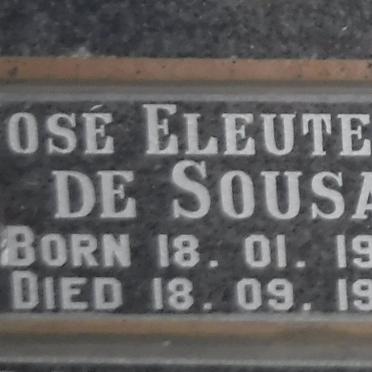 OSÉ ELEUTE
DE SOUSA
BORN 18. 01. 19
DIED 18. 09. 19